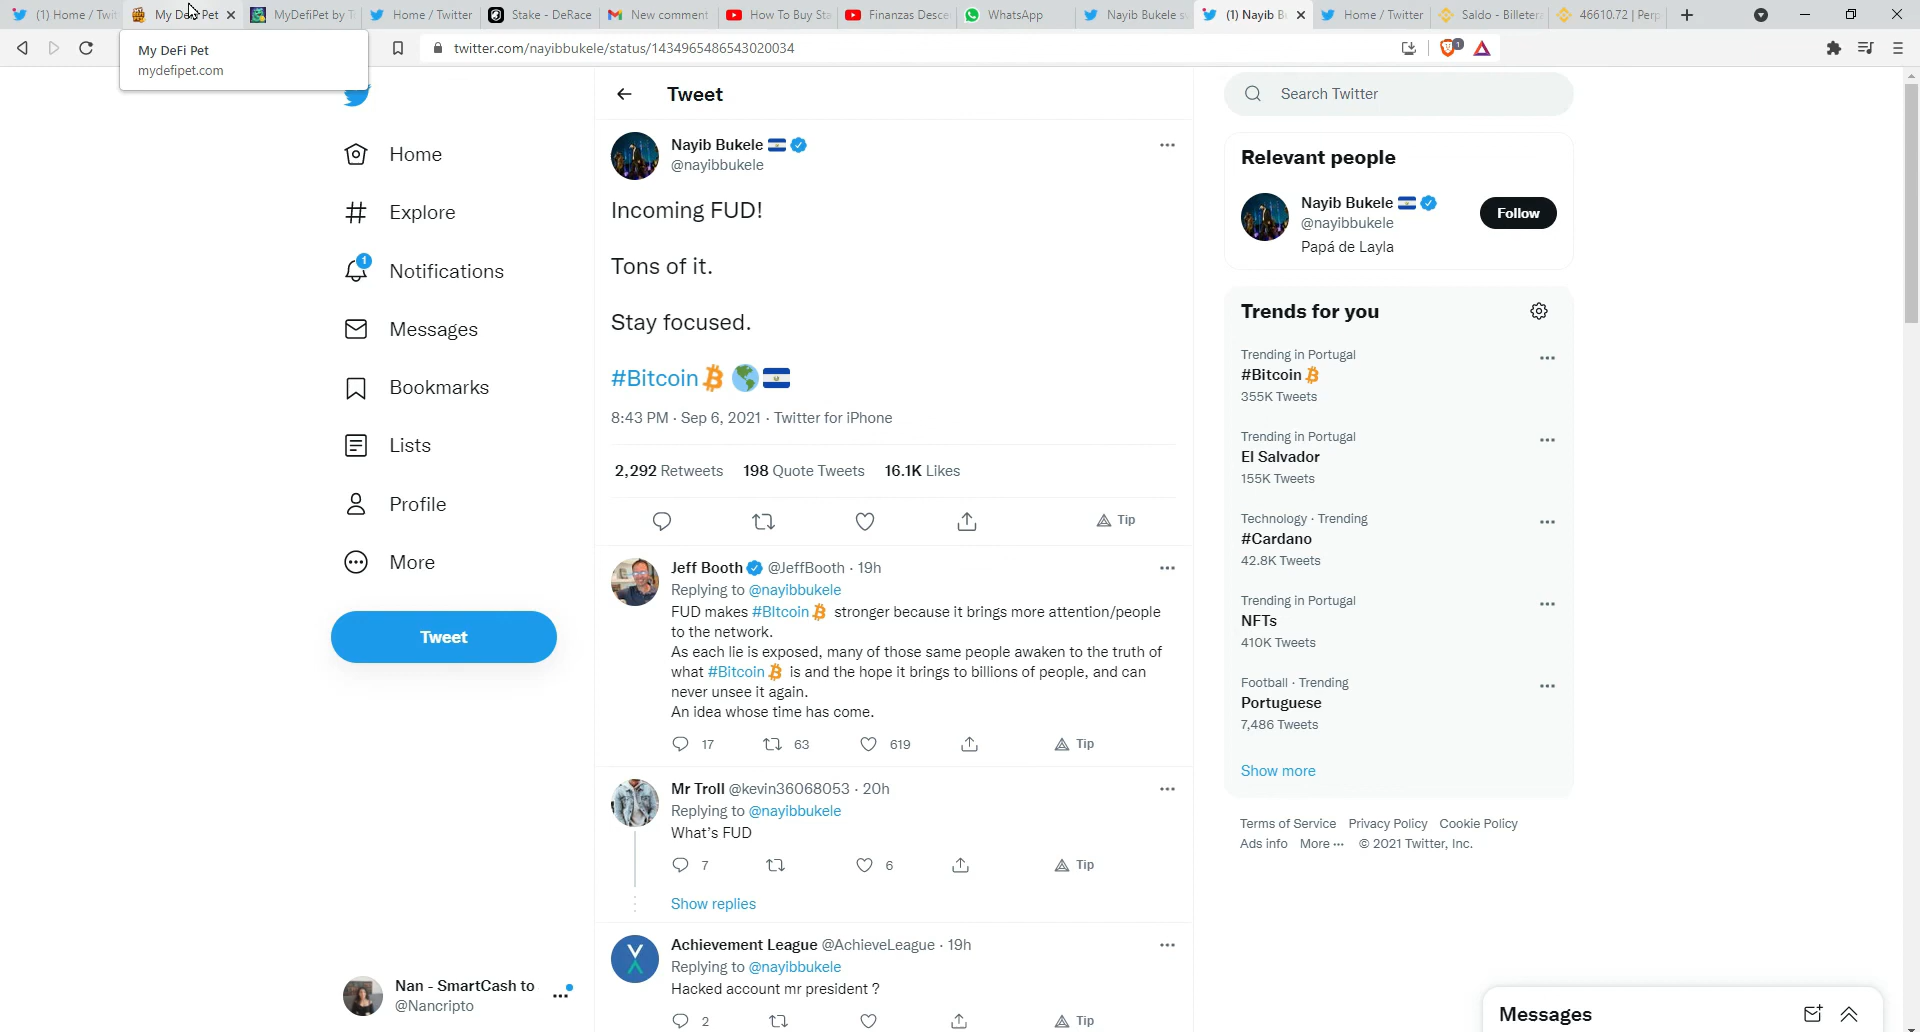 (1) Home / Twi
My DeFi Pet
MyDefiPet by T
Home / Twitter
Stake - DeRace
New comment
How To Buy Sta
Finanzas Desce
WhatsApp
Nayib Bukele s
(1) Nayib B
Home / Twitter
Saldo - Billetera
46610.72 | Perp
twitter.com/nayibbukele/status/1434965486543020034
1
My DeFi Pet
mydefipet.com
Home
Explore
1
Notifications
Messages
Bookmarks
Lists
Profile
More
Tweet
Nan - SmartCash to
@Nancripto
Tweet
Nayib Bukele
@nayibbukele
Incoming FUD!
Tons of it.
Stay focused.
#Bitcoin
8:43 PM · Sep 6, 2021 · Twitter for iPhone
2,292 Retweets 198 Quote Tweets 16.1K Likes
Tip
Jeff Booth @JeffBooth · 19h
Replying to @nayibbukele
FUD makes #BItcoin stronger because it brings more attention/people
to the network.
As each lie is exposed, many of those same people awaken to the truth of
what #Bitcoin is and the hope it brings to billions of people, and can
never unsee it again.
An idea whose time has come.
17 63 619 Tip
Mr Troll @kevin36068053 · 20h
Replying to @nayibbukele
What's FUD
7 6 Tip
Show replies
Achievement League @AchieveLeague · 19h
Replying to @nayibbukele
Hacked account mr president ?
2 Tip
Search Twitter
Relevant people
Nayib Bukele
@nayibbukele
Follow
Papá de Layla
Trends for you
Trending in Portugal
#Bitcoin
355K Tweets
Trending in Portugal
El Salvador
155K Tweets
Technology · Trending
#Cardano
42.8K Tweets
Trending in Portugal
NFTs
410K Tweets
Football · Trending
Portuguese
7,486 Tweets
Show more
Terms of Service Privacy Policy Cookie Policy
Ads info More ··· © 2021 Twitter, Inc.
Messages